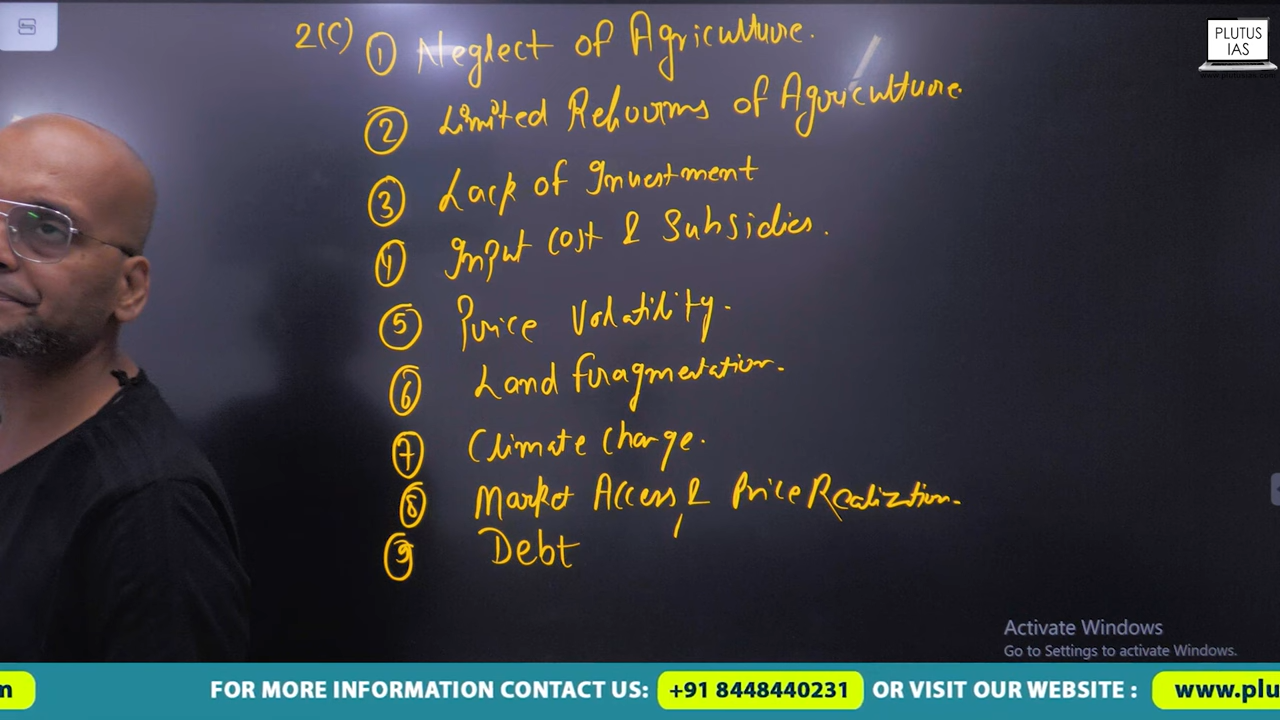 2(C) ① Neglect of Agriculture.
② Limited Reforms of Agriculture.
③ Lack of Investment
④ Input Cost & Subsidies.
⑤ Price Volatility.
⑥ Land fragmentation.
⑦ Climate Change.
⑧ Market Access, & Price Realization.
⑨ Debt
PLUTUS
IAS
www.plutusias.com
Activate Windows
Go to Settings to activate Windows.
m FOR MORE INFORMATION CONTACT US: +91 8448440231 OR VISIT OUR WEBSITE : www.plu